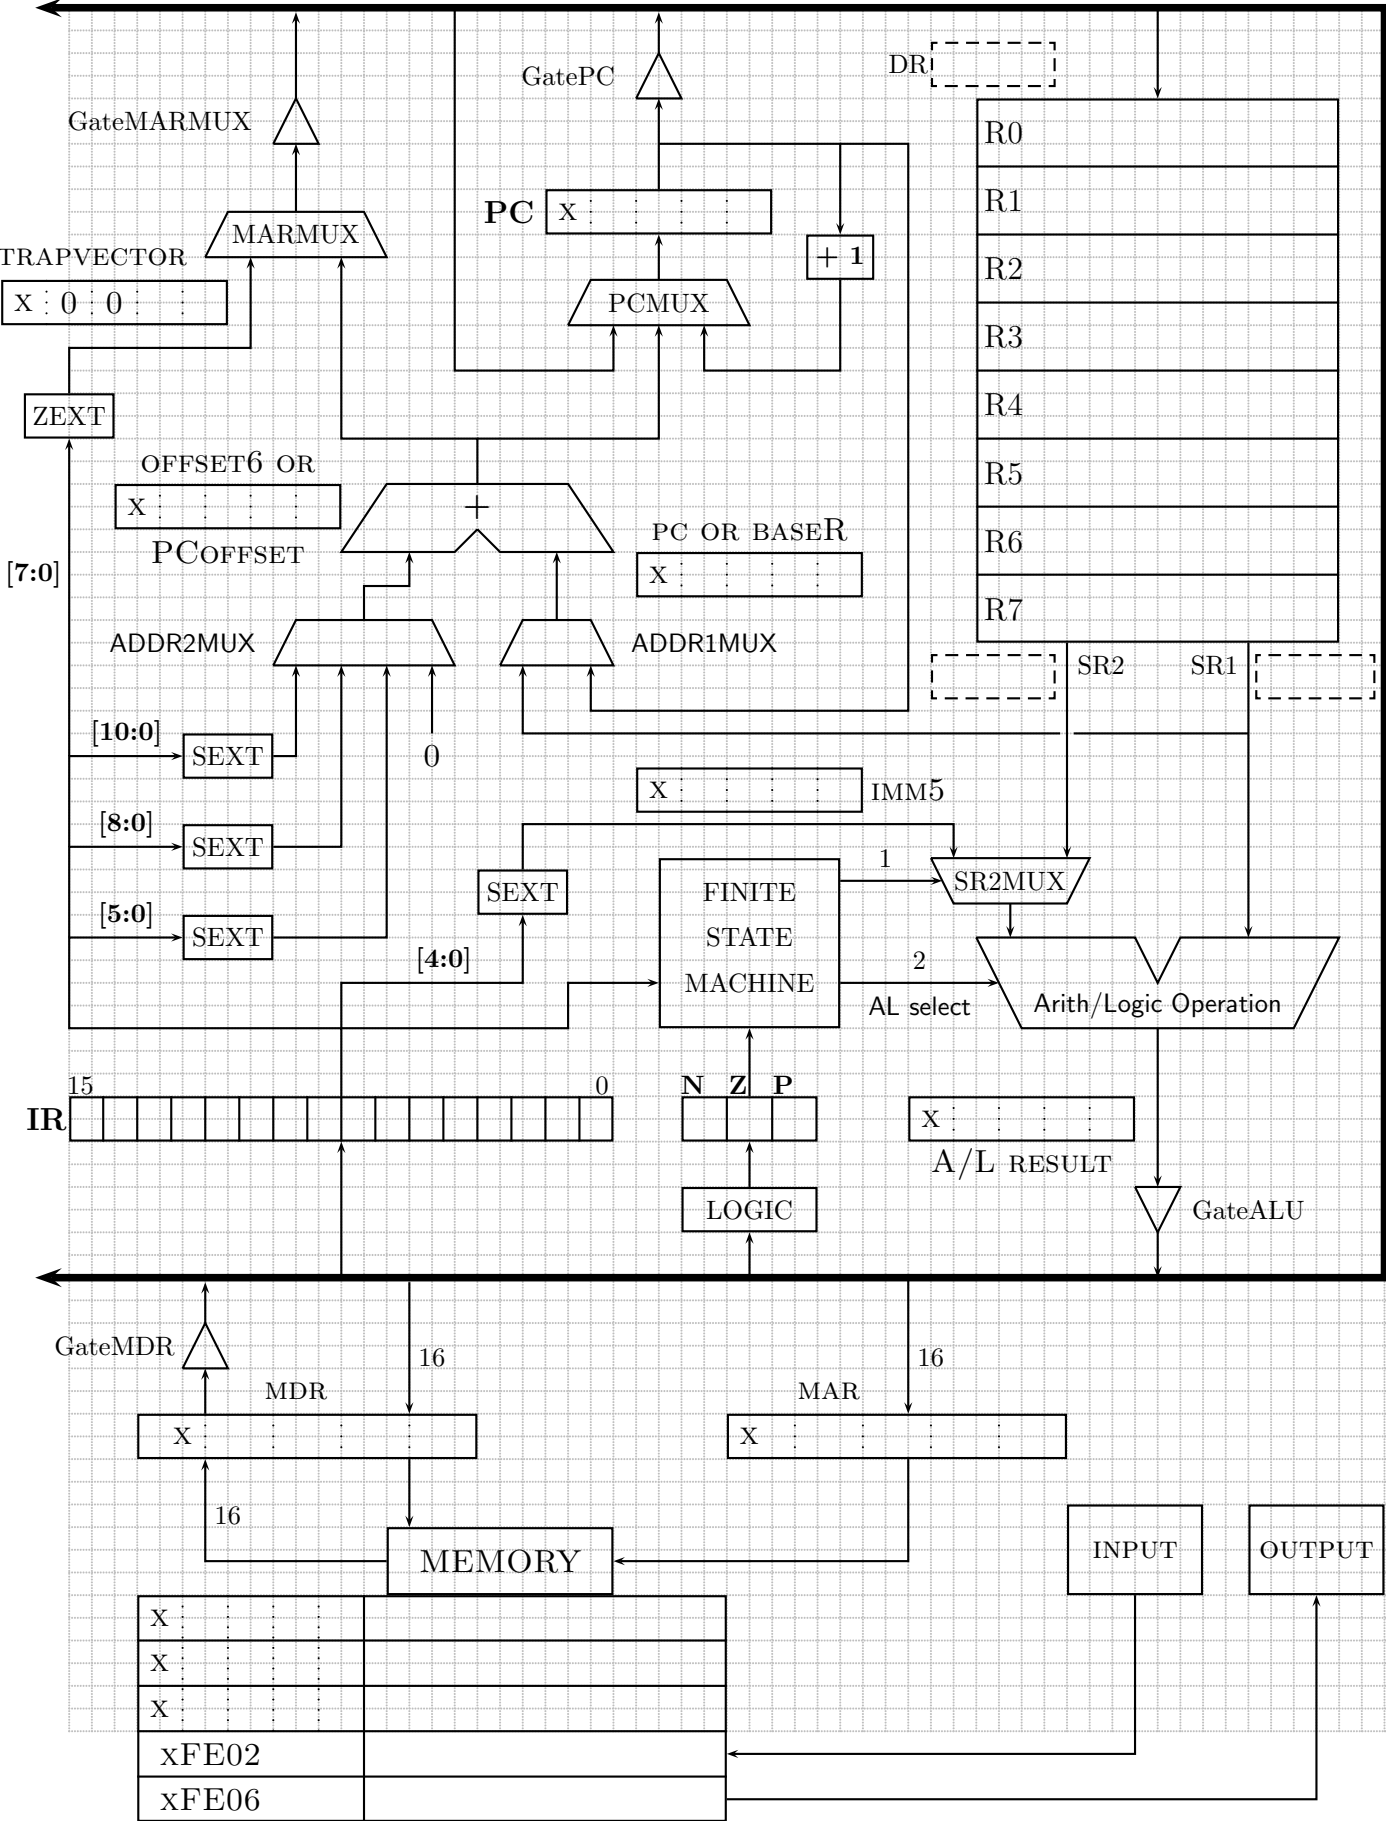 DR
GatePC
GateMARMUX
R0
R1
PC X
MARMUX
+ 1
TRAPVECTOR
R2
X 0 0
PCMUX
R3
ZEXT
R4
OFFSET6 OR
R5
X
+
PC OR BASER
R6
PCOFFSET
[7:0]
X
R7
ADDR2MUX
ADDR1MUX
SR2
SR1
[10:0]
SEXT
0
X
IMM5
[8:0]
SEXT
1
SR2MUX
SEXT
FINITE
STATE
MACHINE
[5:0]
SEXT
[4:0]
2
AL select
Arith/Logic Operation
15
0
N Z P
IR
X
A/L RESULT
LOGIC
GateALU
GateMDR
16
16
MDR
MAR
X
X
16
MEMORY
INPUT
OUTPUT
X
X
X
xFE02
xFE06